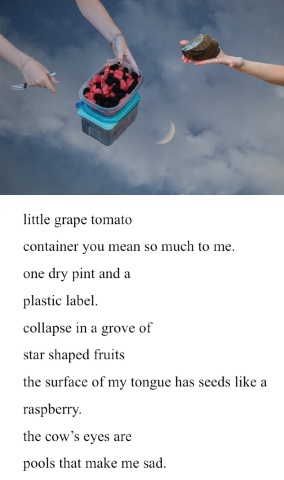 little grape tomato
container you mean so much to me.
one dry pint and a
plastic label.
collapse in a grove of
star shaped fruits
the surface of my tongue has seeds like a
raspberry.
the cow’s eyes are
pools that make me sad.